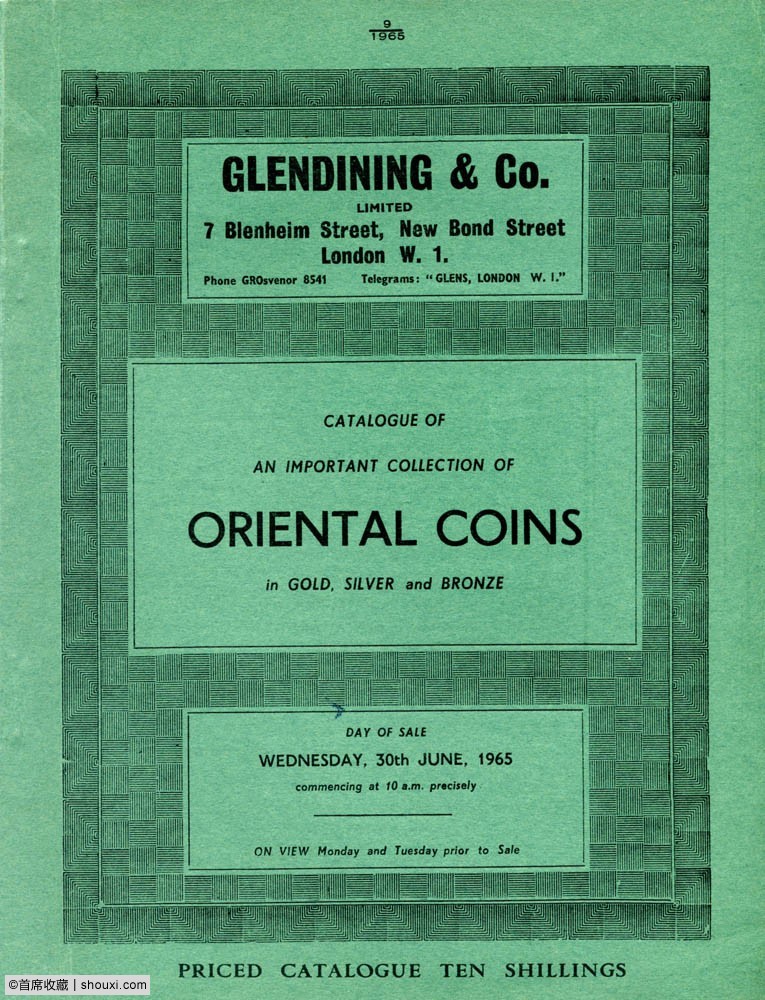 9
1965
GLENDINING & Co.
LIMITED
7 Blenheim Street, New Bond Street
London W. 1.
Phone GROsvenor 8541 Telegrams: "GLENS, LONDON W. I."
CATALOGUE OF
AN IMPORTANT COLLECTION OF
ORIENTAL COINS
in GOLD, SILVER and BRONZE
DAY OF SALE
WEDNESDAY, 30th JUNE, 1965
commencing at 10 a.m. precisely
ON VIEW Monday and Tuesday prior to Sale
PRICED CATALOGUE TEN SHILLINGS
©首席收藏 | shouxi.com